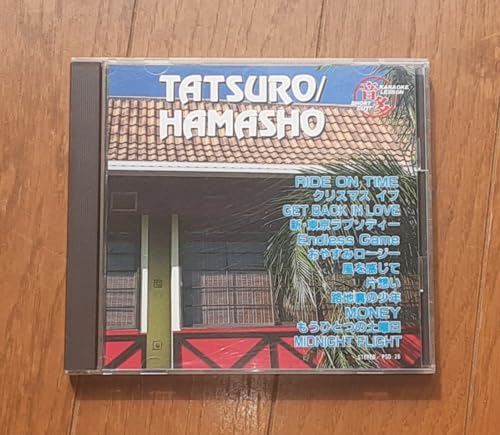 TATSURO/
HAMASHO
KARAOKE
LESSON
SHORT
CUT!
RIDE ON TIME
クリスマス イブ
GET BACK IN LOVE
新・東京ラプソディー
Endless Game
おやすみロージー
風を感じて
片想い
路地裏の少年
MONEY
もうひとつの土曜日
MIDNIGHT FLIGHT
STEREO・PSD 26